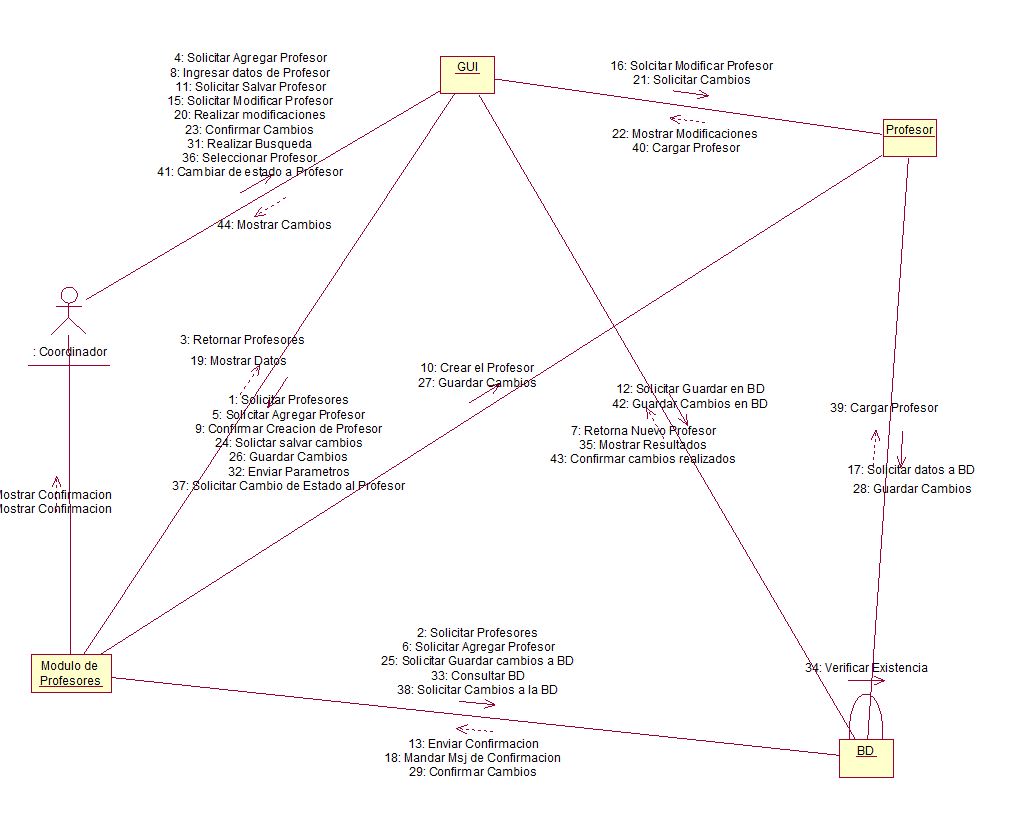 4: Solicitar Agregar Profesor
8: Ingresar datos de Profesor
11: Solicitar Salvar Profesor
15: Solicitar Modificar Profesor
20: Realizar modificaciones
23: Confirmar Cambios
31: Realizar Busqueda
36: Seleccionar Profesor
41: Cambiar de estado a Profesor
44: Mostrar Cambios
GUI
16: Solcitar Modificar Profesor
21: Solicitar Cambios
22: Mostrar Modificaciones
40: Cargar Profesor
Profesor
: Coordinador
3: Retornar Profesores
19: Mostrar Datos
1: Solicitar Profesores
5: Solicitar Agregar Profesor
9: Confirmar Creacion de Profesor
24: Solictar salvar cambios
26: Guardar Cambios
32: Enviar Parametros
37: Solicitar Cambio de Estado al Profesor
10: Crear el Profesor
27: Guardar Cambios
12: Solicitar Guardar en BD
42: Guardar Cambios en BD
7: Retorna Nuevo Profesor
35: Mostrar Resultados
43: Confirmar cambios realizados
39: Cargar Profesor
17: Solicitar datos a BD
28: Guardar Cambios
Mostrar Confirmacion
Mostrar Confirmacion
Modulo de
Profesores
2: Solicitar Profesores
6: Solicitar Agregar Profesor
25: Solicitar Guardar cambios a BD
33: Consultar BD
38: Solicitar Cambios a la BD
13: Enviar Confirmacion
18: Mandar Msj de Confirmacion
29: Confirmar Cambios
34: Verificar Existencia
BD